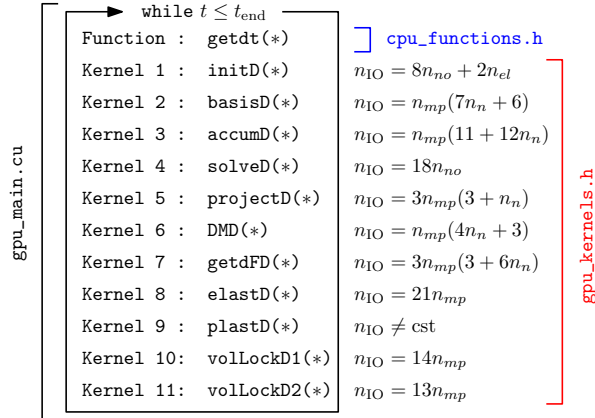 while t ≤ t_end
Function : getdt(*) cpu_functions.h
Kernel 1 : initD(*) n_IO = 8n_no + 2n_el
Kernel 2 : basisD(*) n_IO = n_mp(7n_n + 6)
Kernel 3 : accumD(*) n_IO = n_mp(11 + 12n_n)
Kernel 4 : solveD(*) n_IO = 18n_no
Kernel 5 : projectD(*) n_IO = 3n_mp(3 + n_n)
Kernel 6 : DMD(*) n_IO = n_mp(4n_n + 3)
Kernel 7 : getdFD(*) n_IO = 3n_mp(3 + 6n_n)
Kernel 8 : elastD(*) n_IO = 21n_mp
Kernel 9 : plastD(*) n_IO ≠ cst
Kernel 10: volLockD1(*) n_IO = 14n_mp
Kernel 11: volLockD2(*) n_IO = 13n_mp
gpu_main.cu
gpu_kernels.h